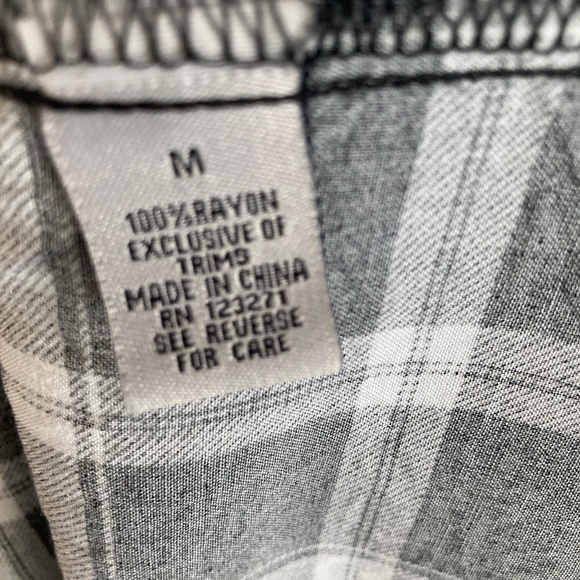 M
100%RAYON
EXCLUSIVE OF
TRIMS
MADE IN CHINA
RN 123271
SEE REVERSE
FOR CARE